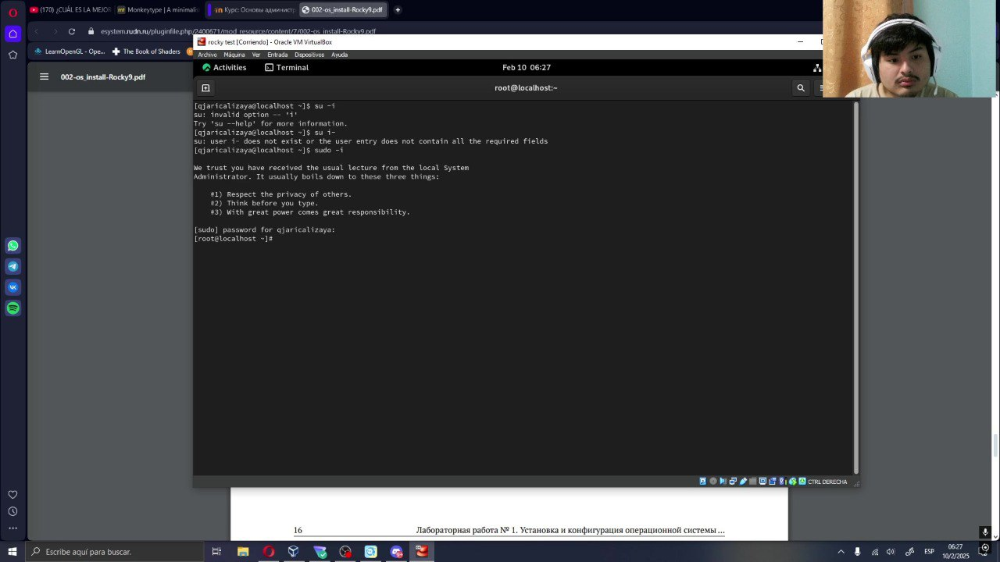 (170) ¿CUÁL ES LA MEJOR
Monkeytype | A minimalis
Курс: Основы администр
002-os_install-Rocky9.pdf
system.rudn.ru/pluginfile.php/2400671/mod_resource/content/7/002-os_install-Rocky9.pdf
LearnOpenGL - Ope...
The Book of Shaders
002-os_install-Rocky9.pdf
rocky test [Corriendo] - Oracle VM VirtualBox
Archivo Máquina Ver Entrada Dispositivos Ayuda
Activities Terminal Feb 10 06:27
root@localhost:~
[qjaricalizaya@localhost ~]$ su -i
su: invalid option -- 'i'
Try 'su --help' for more information.
[qjaricalizaya@localhost ~]$ su i-
su: user i- does not exist or the user entry does not contain all the required fields
[qjaricalizaya@localhost ~]$ sudo -i
We trust you have received the usual lecture from the local System
Administrator. It usually boils down to these three things:
#1) Respect the privacy of others.
#2) Think before you type.
#3) With great power comes great responsibility.
[sudo] password for qjaricalizaya:
[root@localhost ~]#
CTRL DERECHA
16 Лабораторная работа № 1. Установка и конфигурация операционной системы ...
Escribe aquí para buscar.
ESP
06:27
10/2/2025